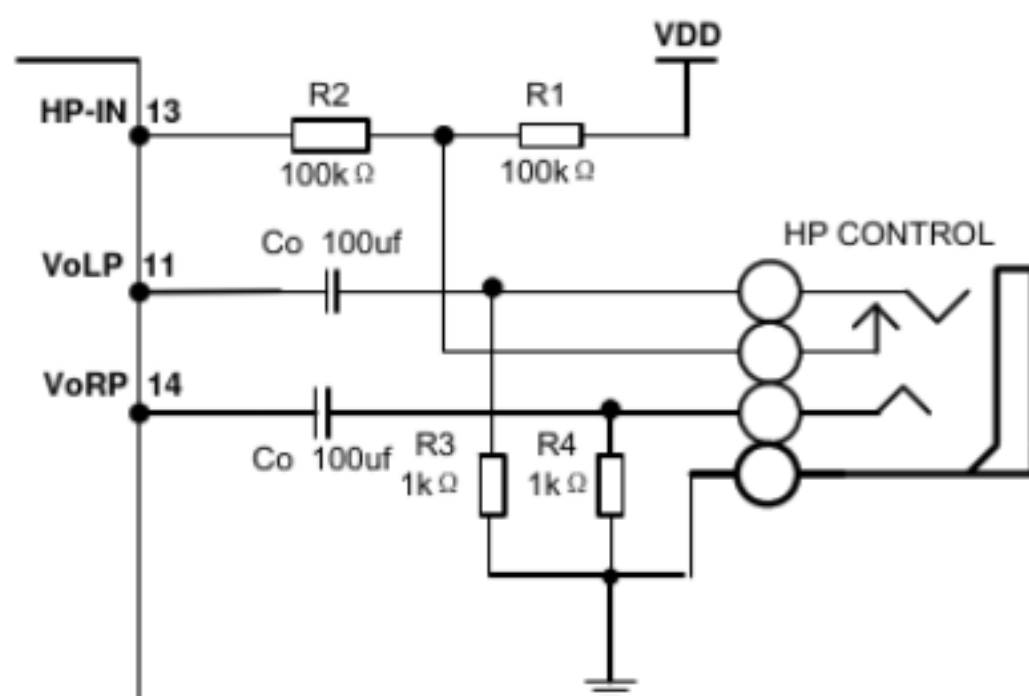 VDD
R2
R1
HP-IN 13
100kΩ
100kΩ
HP CONTROL
Co 100uf
VoLP 11
VoRP 14
R3
R4
Co 100uf
1kΩ
1kΩ